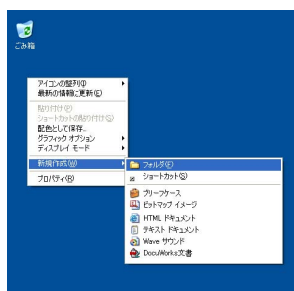 ごみ箱
アイコンの整列(I)
最新の情報に更新(E)
貼り付け(P)
ショートカットの貼り付け(S)
配色として保存...
グラフィック オプション
ディスプレイ モード
新規作成(W)
プロパティ(R)
フォルダ(F)
ショートカット(S)
ブリーフケース
ビットマップ イメージ
HTML ドキュメント
テキスト ドキュメント
Wave サウンド
DocuWorks文書